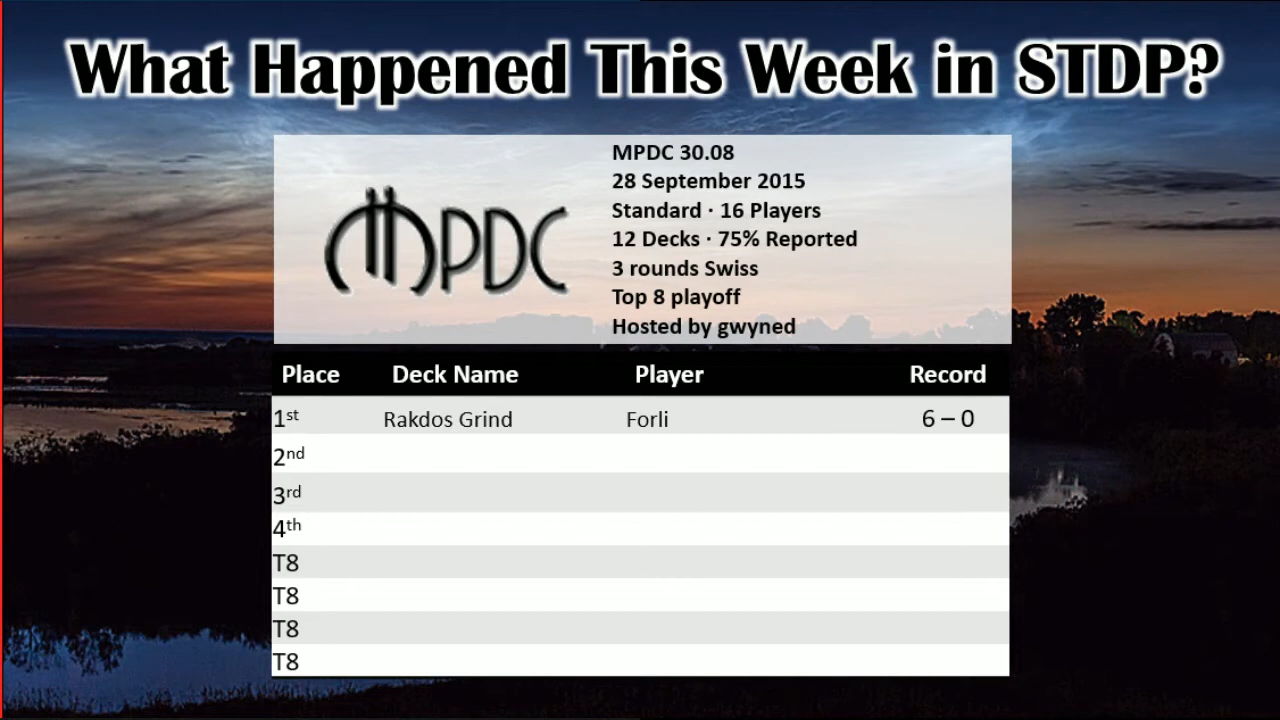 What Happened This Week in STDP?
MPDC
MPDC 30.08
28 September 2015
Standard · 16 Players
12 Decks · 75% Reported
3 rounds Swiss
Top 8 playoff
Hosted by gwyned
Place Deck Name Player Record
1st Rakdos Grind Forli 6 – 0
2nd
3rd
4th
T8
T8
T8
T8